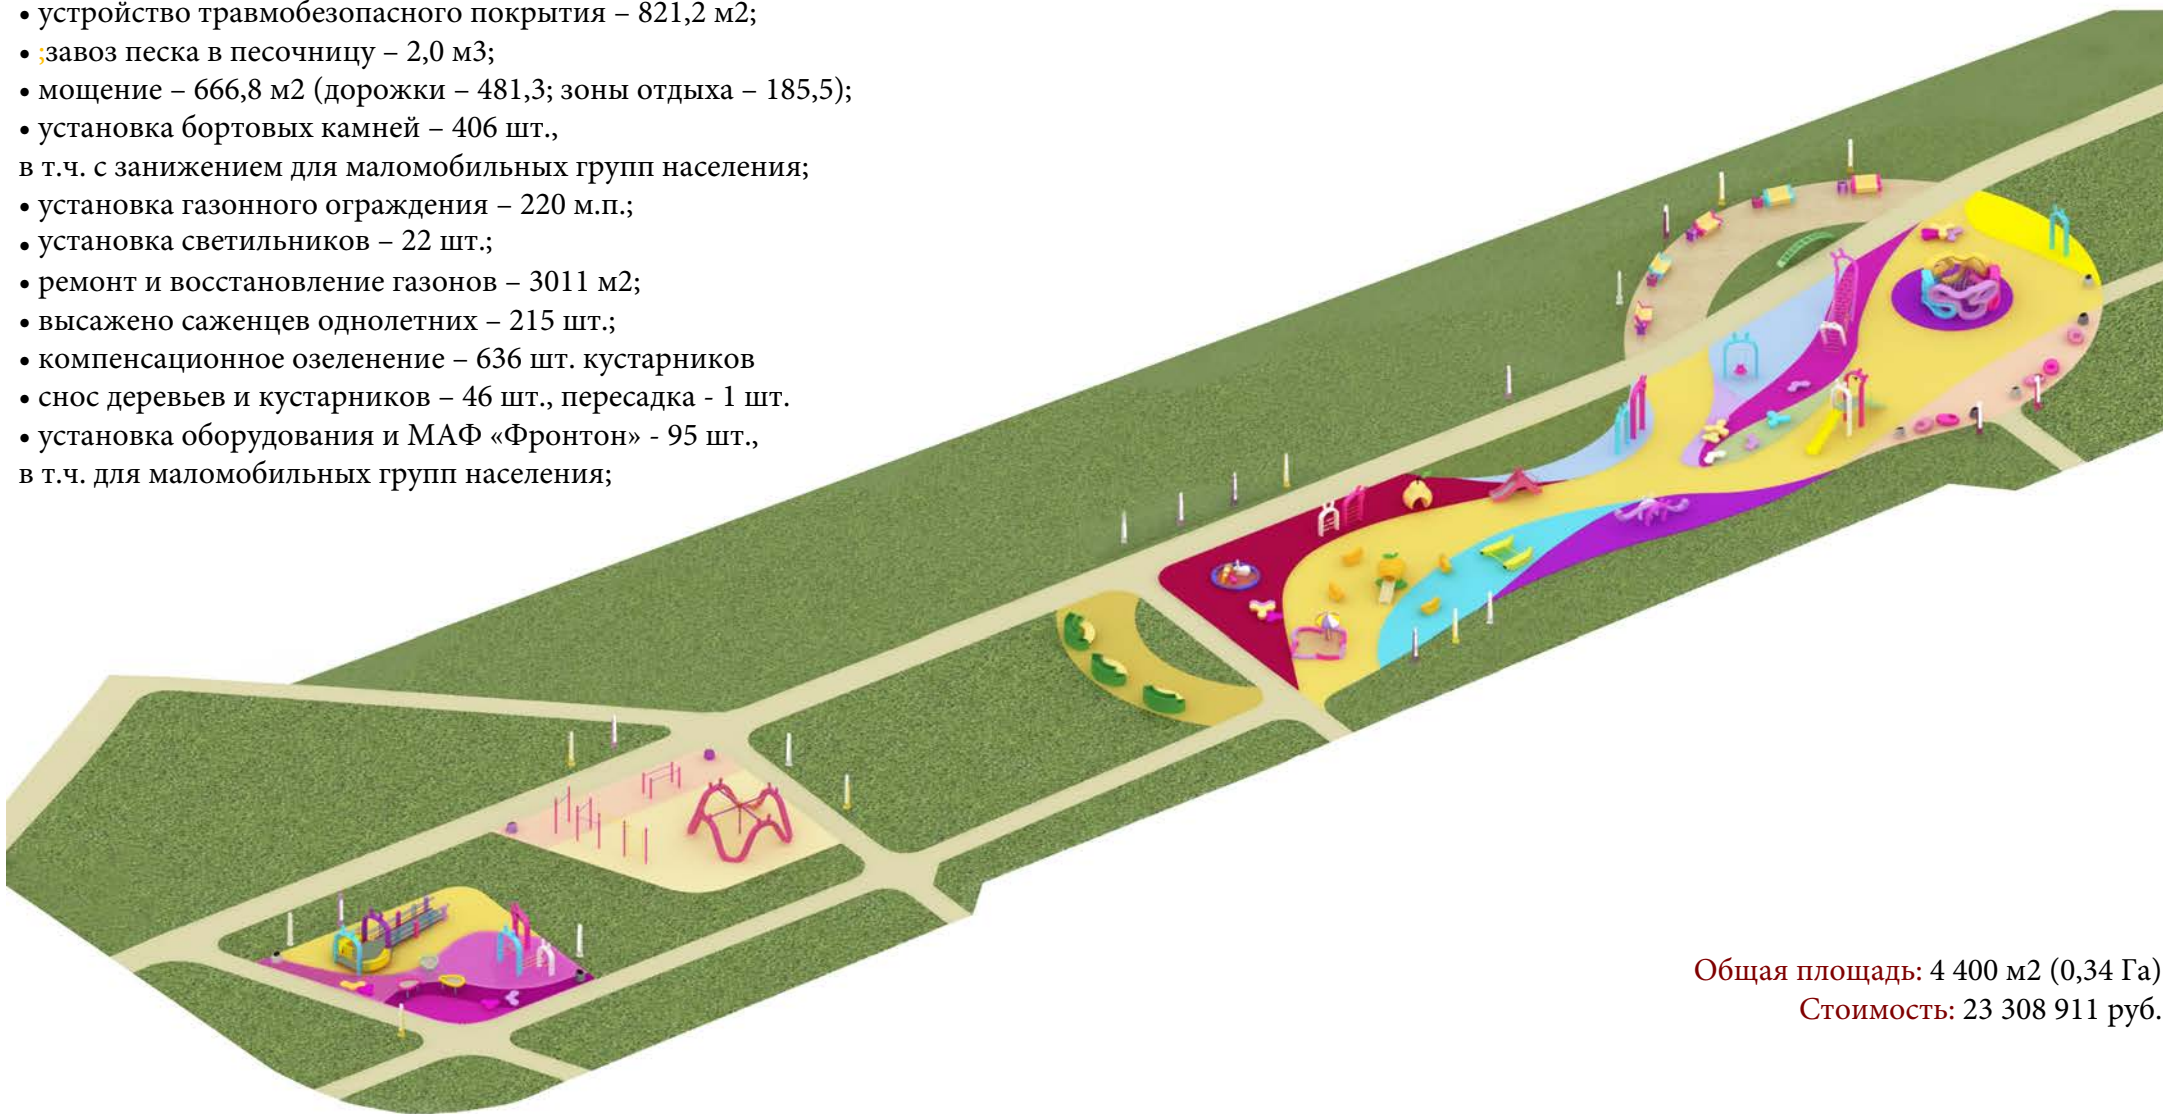 • устройство травмобезопасного покрытия – 821,2 м2;
• ;завоз песка в песочницу – 2,0 м3;
• мощение – 666,8 м2 (дорожки – 481,3; зоны отдыха – 185,5);
• установка бортовых камней – 406 шт.,
в т.ч. с занижением для маломобильных групп населения;
• установка газонного ограждения – 220 м.п.;
• установка светильников – 22 шт.;
• ремонт и восстановление газонов – 3011 м2;
• высажено саженцев однолетних – 215 шт.;
• компенсационное озеленение – 636 шт. кустарников
• снос деревьев и кустарников – 46 шт., пересадка - 1 шт.
• установка оборудования и МАФ «Фронтон» - 95 шт.,
в т.ч. для маломобильных групп населения;
Общая площадь: 4 400 м2 (0,34 Га)
Стоимость: 23 308 911 руб.